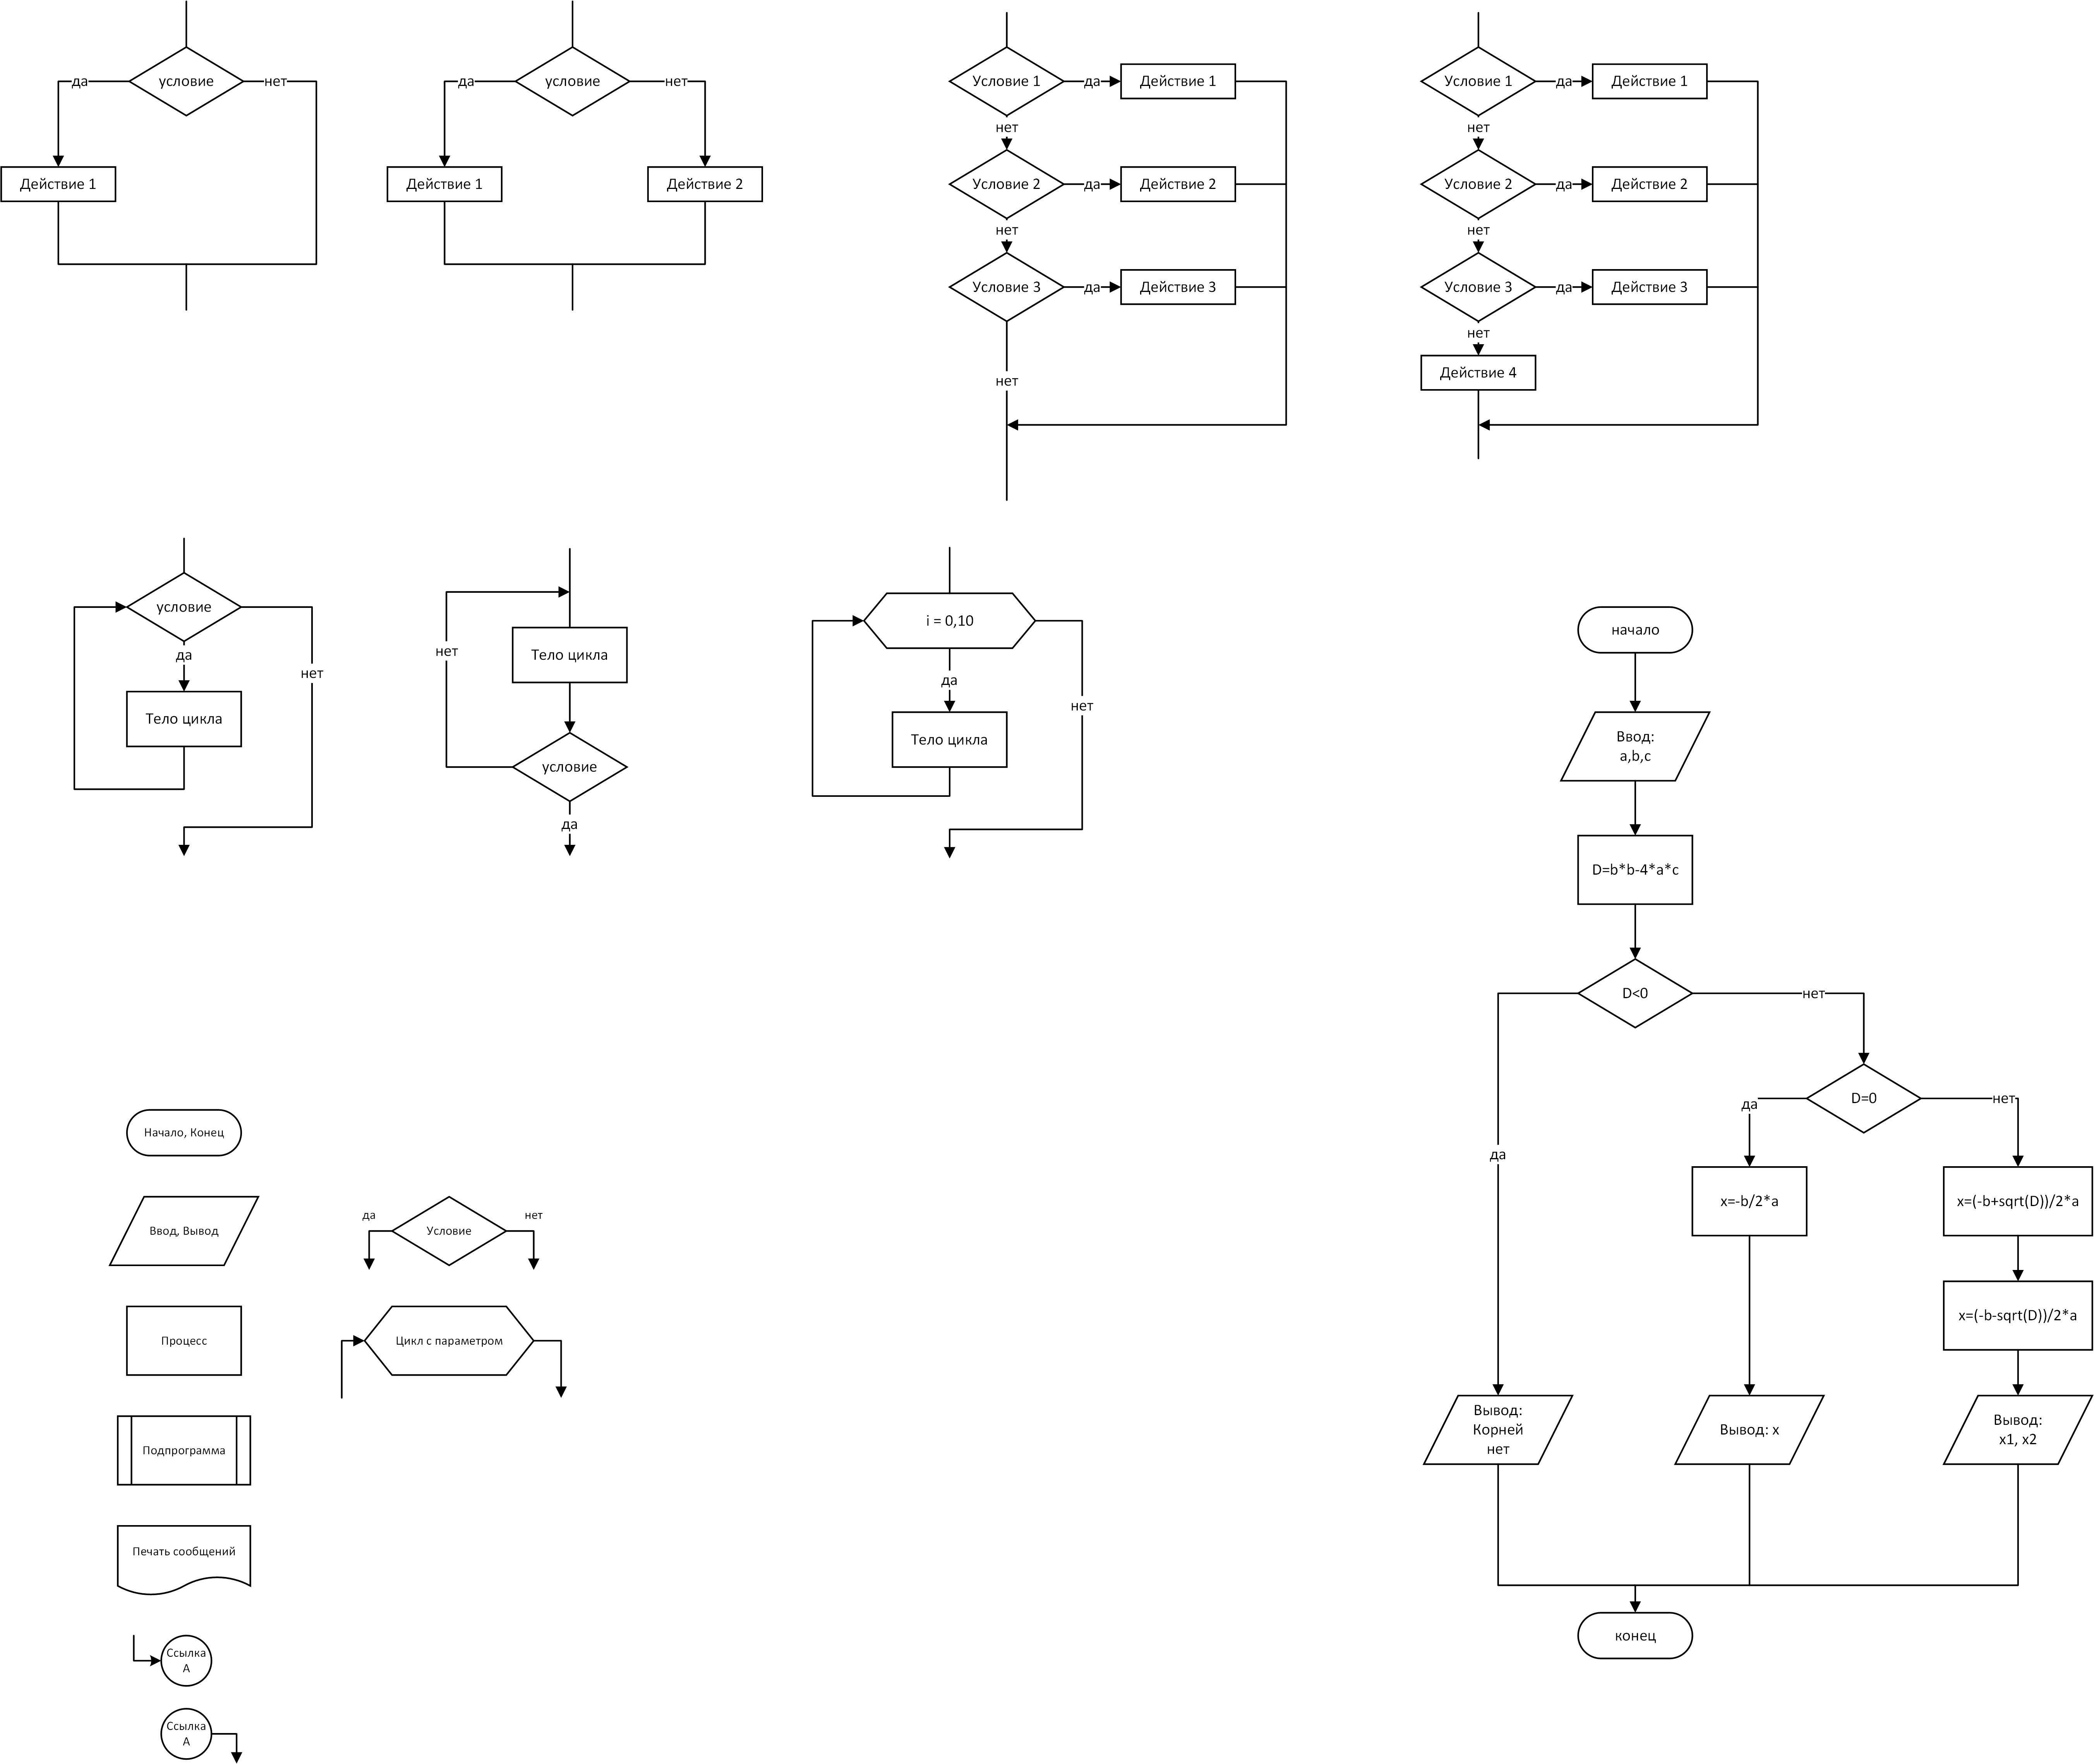 да
условие
нет
Действие 1
да
условие
нет
Действие 1
Действие 2
Условие 1
да
Действие 1
нет
Условие 2
да
Действие 2
нет
Условие 3
да
Действие 3
нет
Условие 1
да
Действие 1
нет
Условие 2
да
Действие 2
нет
Условие 3
да
Действие 3
нет
Действие 4
условие
да
нет
Тело цикла
нет
Тело цикла
условие
да
i = 0,10
да
нет
Тело цикла
начало
Ввод:
a,b,c
D=b*b-4*a*c
D<0
нет
D=0
да
нет
да
x=-b/2*a
x=(-b+sqrt(D))/2*a
x=(-b-sqrt(D))/2*a
Вывод:
Корней
нет
Вывод: x
Вывод:
x1, x2
конец
Начало, Конец
Ввод, Вывод
да
Условие
нет
Процесс
Цикл с параметром
Подпрограмма
Печать сообщений
Ссылка
А
Ссылка
А